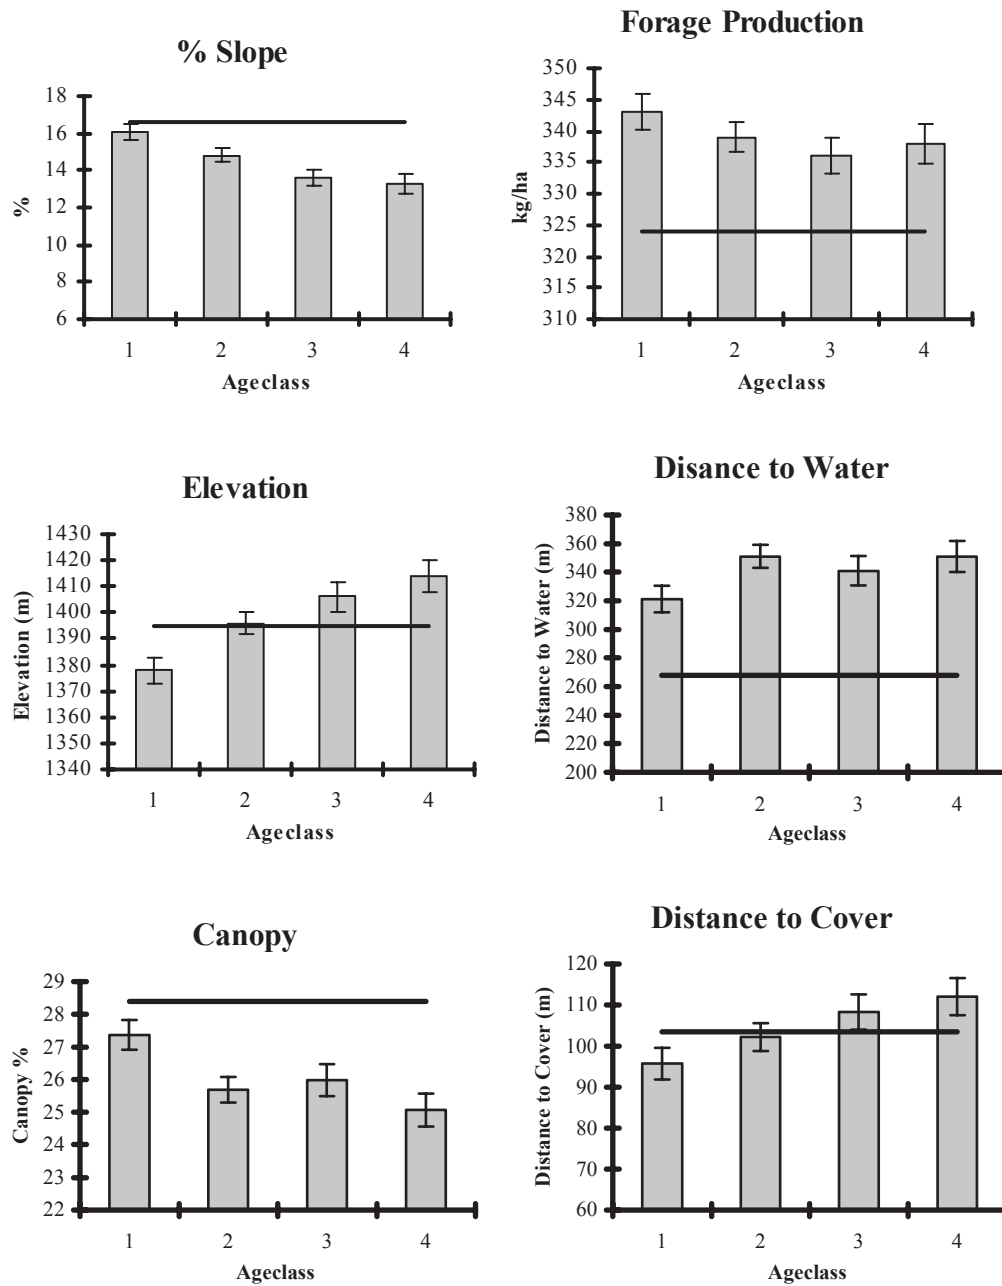 % Slope
%
18
16
14
12
10
8
6
1 2 3 4
Ageclass
Forage Production
kg/ha
350
345
340
335
330
325
320
315
310
1 2 3 4
Ageclass
Elevation
Elevation (m)
1430
1420
1410
1400
1390
1380
1370
1360
1350
1340
1 2 3 4
Ageclass
Disance to Water
Distance to Water (m)
380
360
340
320
300
280
260
240
220
200
1 2 3 4
Ageclass
Canopy
Canopy %
29
28
27
26
25
24
23
22
1 2 3 4
Ageclass
Distance to Cover
Distance to Cover (m)
120
110
100
90
80
70
60
1 2 3 4
Ageclass